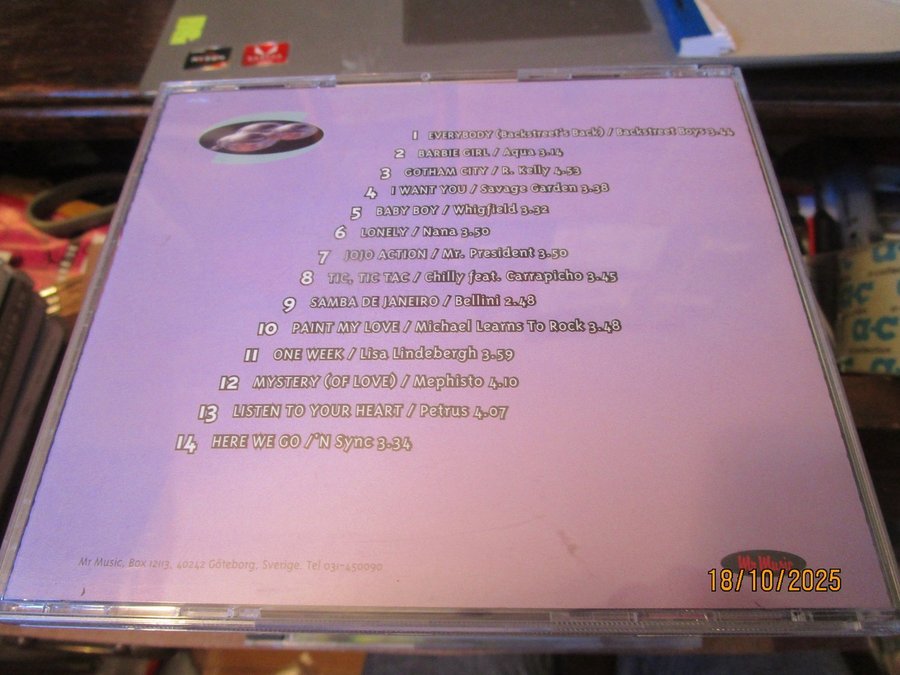 1 EVERYBODY (Backstreet's Back) / Backstreet Boys 3.44
2 BARBIE GIRL / Aqua 3.14
3 GOTHAM CITY / R. Kelly 4.53
4 I WANT YOU / Savage Garden 3.38
5 BABY BOY / Whigfield 3.32
6 LONELY / Nana 3.50
7 JOJO ACTION / Mr. President 3.50
8 TIC, TIC TAC / Chilly feat. Carrapicho 3.45
9 SAMBA DE JANEIRO / Bellini 2.48
10 PAINT MY LOVE / Michael Learns To Rock 3.48
11 ONE WEEK / Lisa Lindebergh 3.59
12 MYSTERY (OF LOVE) / Mephisto 4.10
13 LISTEN TO YOUR HEART / Petrus 4.07
14 HERE WE GO /'N Sync 3.34
Mr Music, Box 12113, 40242 Göteborg, Sverige. Tel 031-450090
Mr Music
18/10/2025
a·c